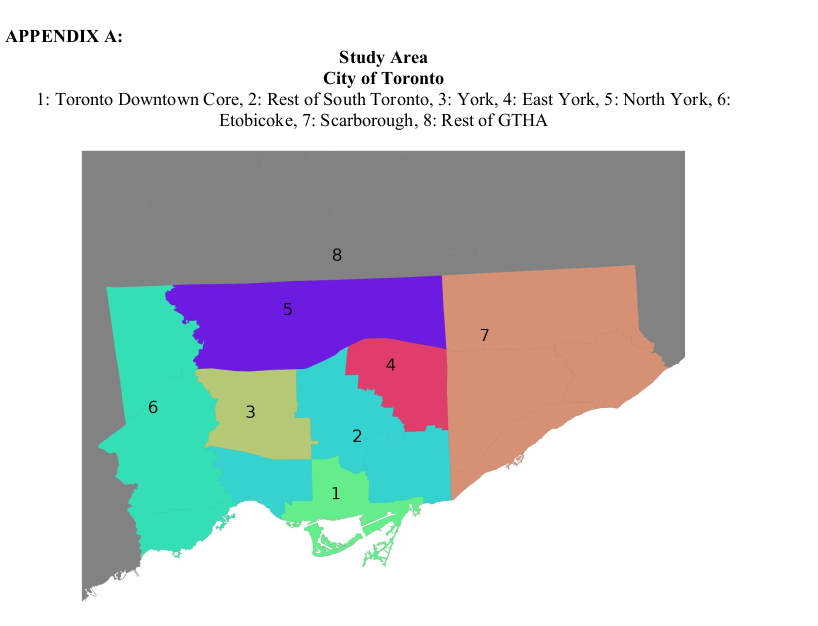 APPENDIX A:
Study Area
City of Toronto
1: Toronto Downtown Core, 2: Rest of South Toronto, 3: York, 4: East York, 5: North York, 6:
Etobicoke, 7: Scarborough, 8: Rest of GTHA
8
5
7
4
6
3
2
1